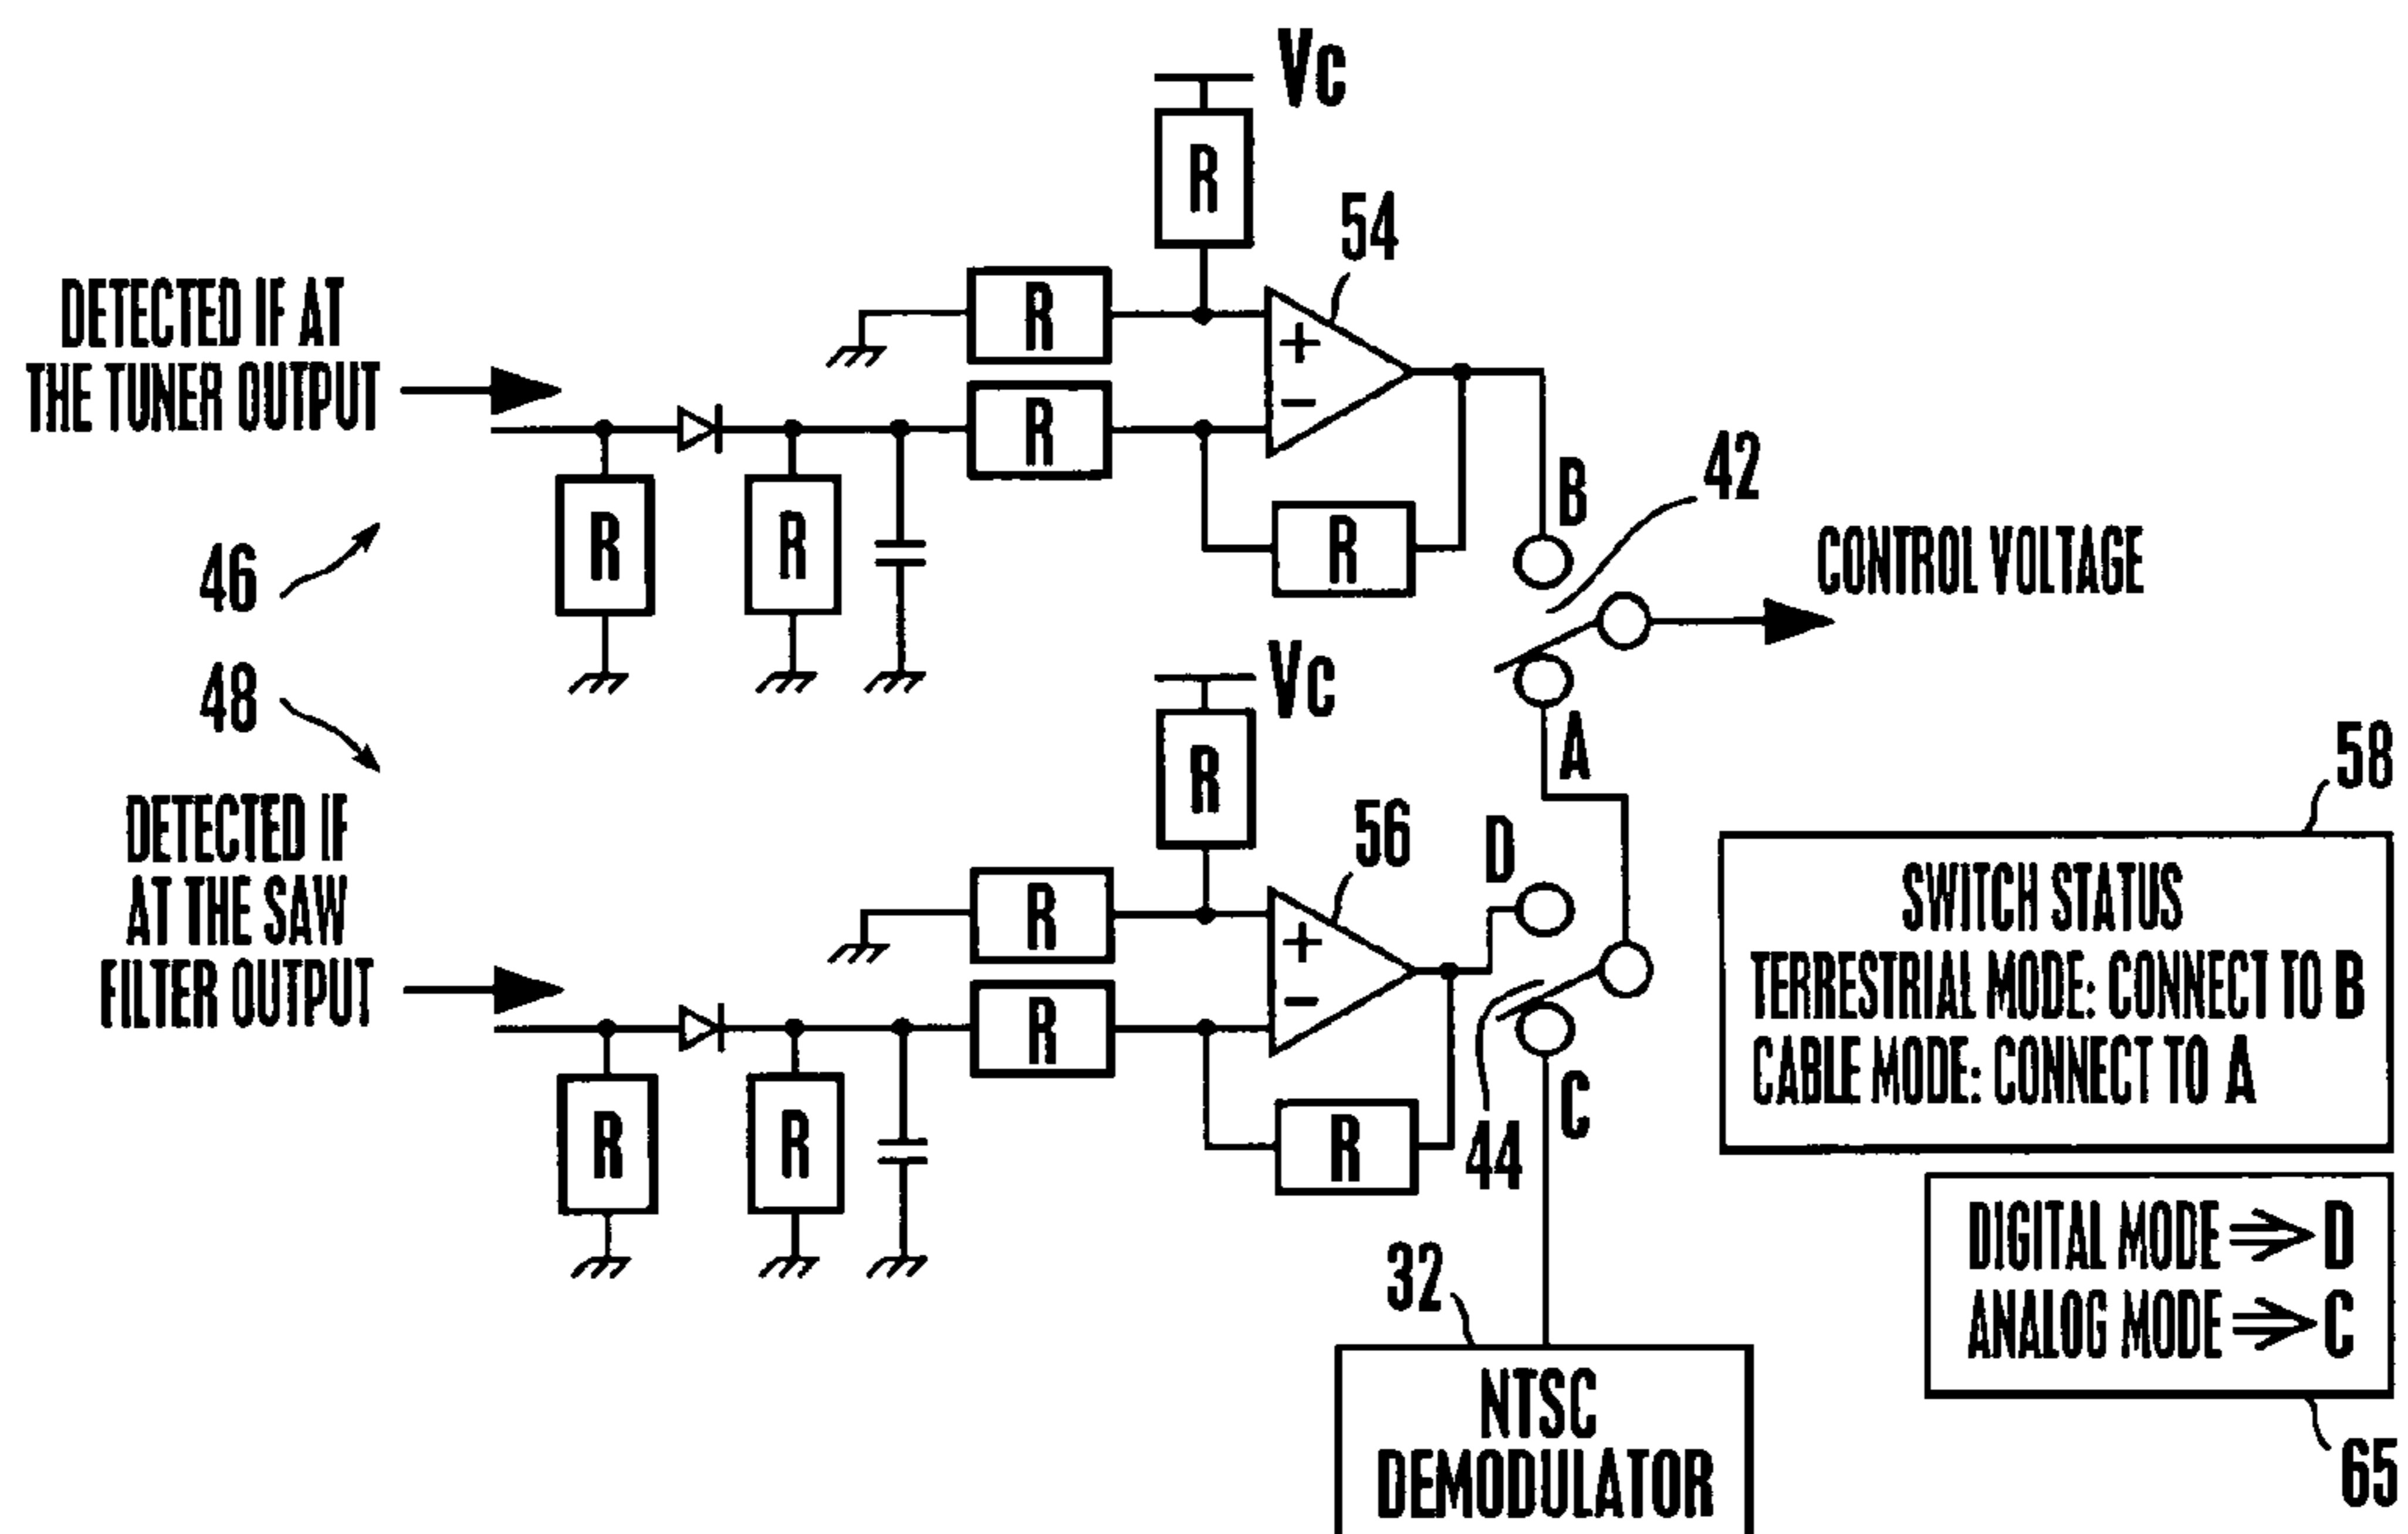 VC
R
54
DETECTED IF AT
THE TUNER OUTPUT
R
+
R
−
B
42
R
R
R
CONTROL VOLTAGE
46
48
VC
R
A
DETECTED IF
AT THE SAW
FILTER OUTPUT
56
D
R
+
R
−
R
R
R
44
C
58
SWITCH STATUS
TERRESTRIAL MODE: CONNECT TO B
CABLE MODE: CONNECT TO A
DIGITAL MODE ⇒ D
ANALOG MODE ⇒ C
65
32
NTSC
DEMODULATOR